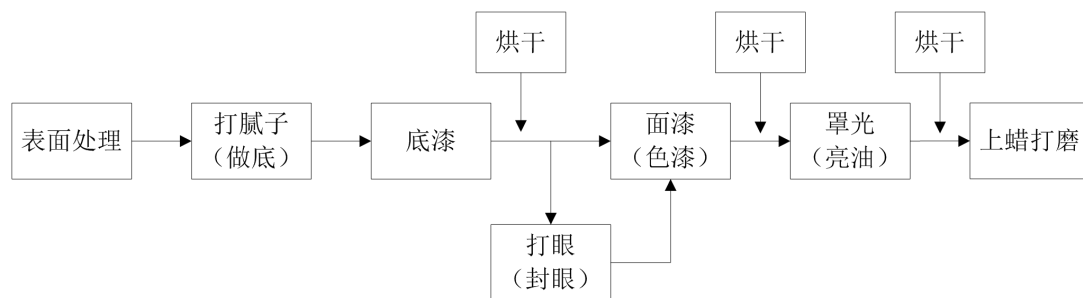 烘干
烘干
烘干
表面处理
打腻子
（做底）
底漆
面漆
（色漆）
罩光
（亮油）
上蜡打磨
打眼
（封眼）